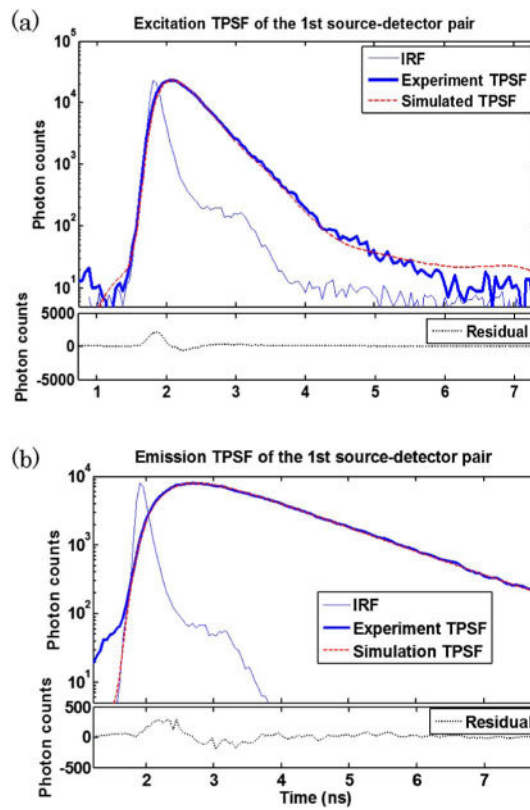 (a)
Excitation TPSF of the 1st source-detector pair
10^5
10^4
10^3
10^2
10^1
Photon counts
IRF
Experiment TPSF
Simulated TPSF
5000
0
-5000
Photon counts
Residual
1 2 3 4 5 6 7
(b)
Emission TPSF of the 1st source-detector pair
10^4
10^3
10^2
10^1
Photon counts
IRF
Experiment TPSF
Simulation TPSF
500
0
-500
Photon counts
Residual
2 3 4 5 6 7
Time (ns)